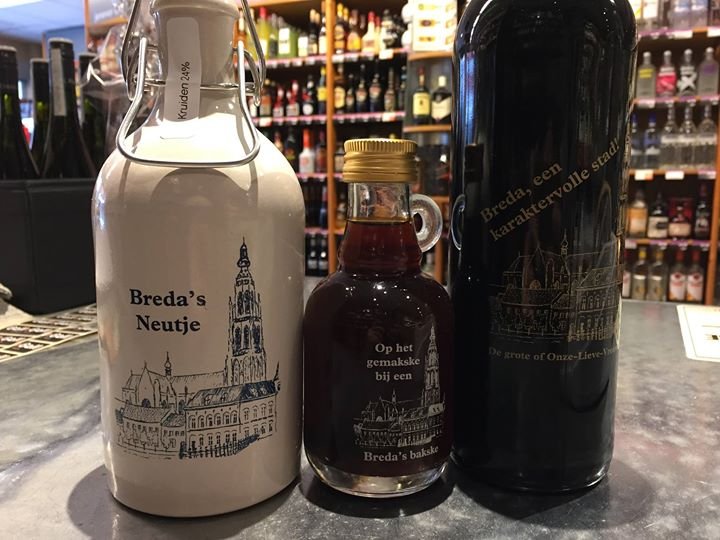 Kruiden 24%
Breda's
Neutje
Op het
gemakske
bij een
Breda's bakske
Breda, een
karaktervolle stad!
De grote of Onze-Lieve-Vrou